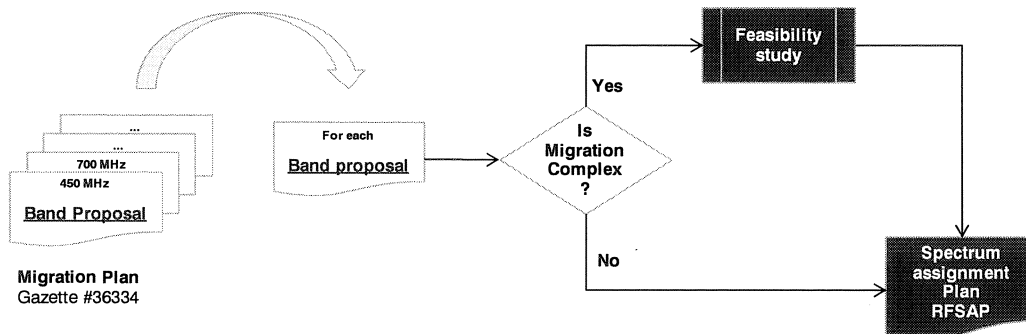 ...
...
700 MHz
450 MHz
Band Proposal
Migration Plan
Gazette #36334
For each
Band proposal
Is
Migration
Complex
?
Yes
No
Feasibility
study
Spectrum
assignment
Plan
RFSAP